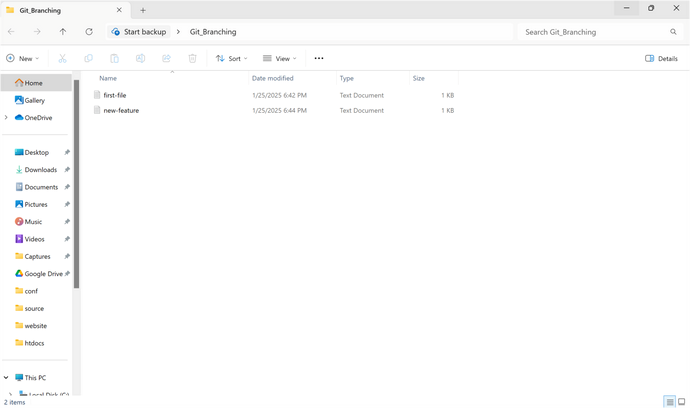 Git_Branching
Start backup > Git_Branching
Search Git_Branching
New
Sort
View
Details
Name Date modified Type Size
first-file 1/25/2025 6:42 PM Text Document 1 KB
new-feature 1/25/2025 6:44 PM Text Document 1 KB
Home
Gallery
OneDrive
Desktop
Downloads
Documents
Pictures
Music
Videos
Captures
Google Drive
conf
source
website
htdocs
This PC
Local Disk (C:)
2 items